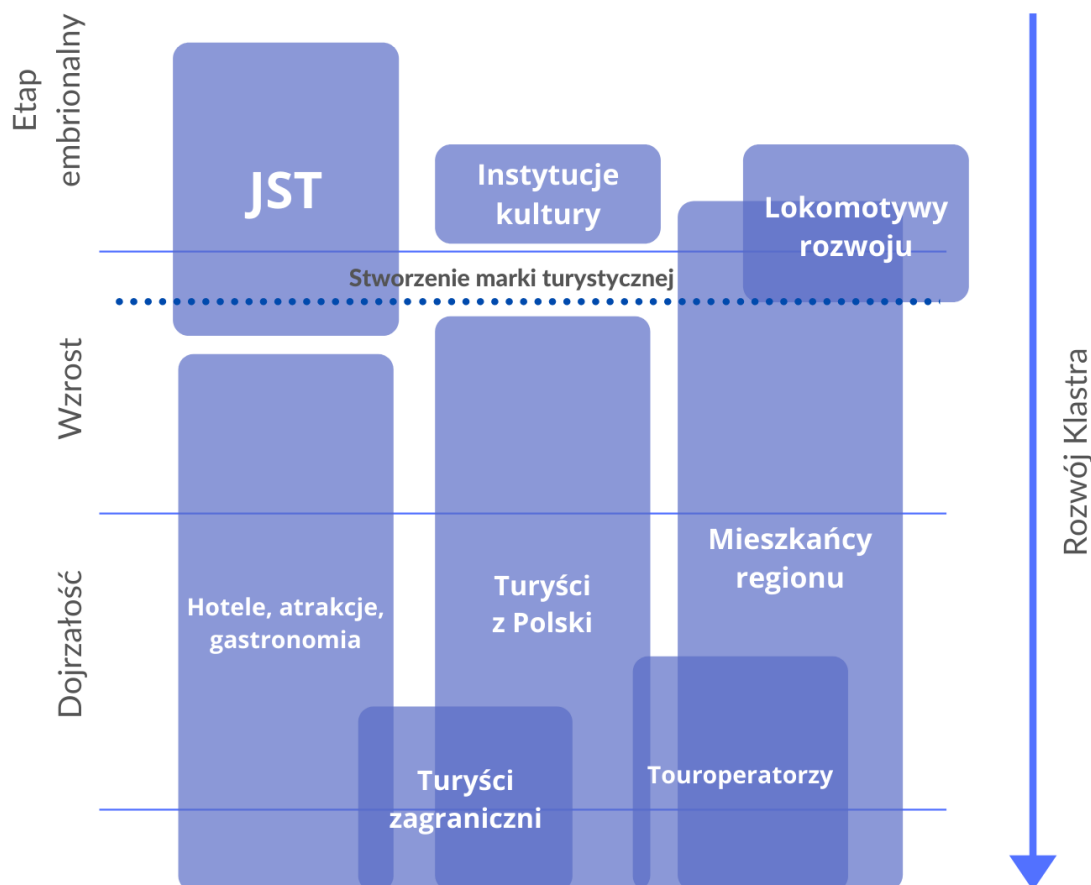 Etap
embrionalny
JST
Instytucje
kultury
Lokomotywy
rozwoju
Stworzenie marki turystycznej
Wzrost
Rozwój Klastra
Mieszkańcy
regionu
Dojrzałość
Hotele, atrakcje,
gastronomia
Turyści
z Polski
Turyści
zagraniczni
Touroperatorzy